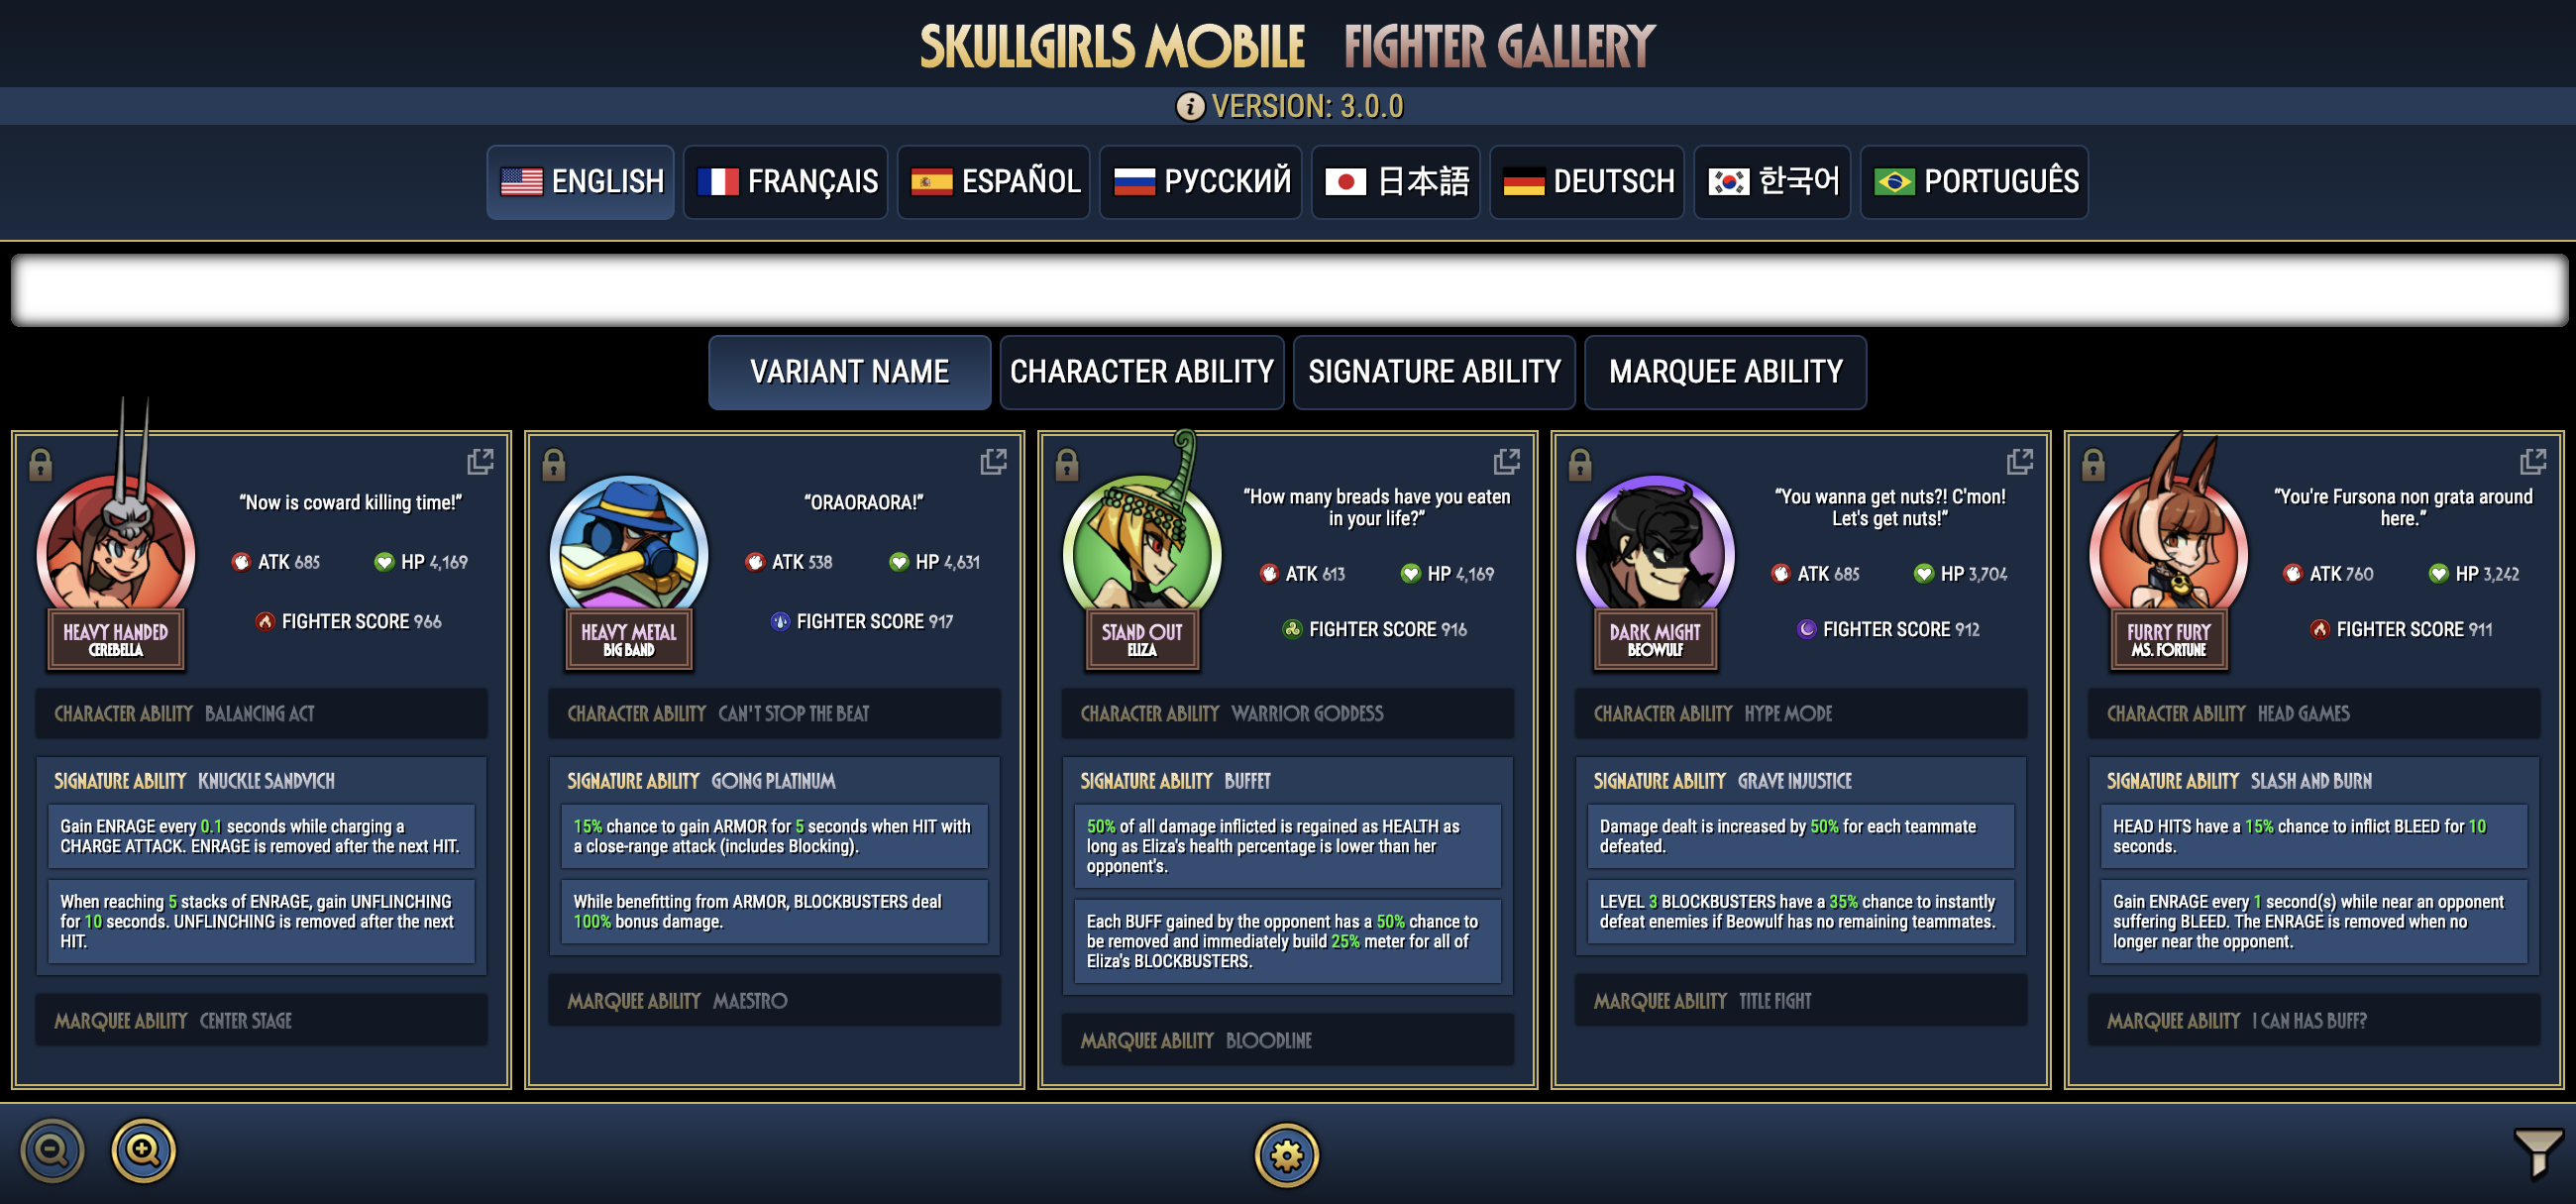 SKULLGIRLS MOBILE FIGHTER GALLERY
VERSION: 3.0.0
ENGLISH FRANÇAIS ESPAÑOL РУССКИЙ 日本語 DEUTSCH 한국어 PORTUGUÊS
VARIANT NAME CHARACTER ABILITY SIGNATURE ABILITY MARQUEE ABILITY
“Now is coward killing time!”
ATK 685 HP 4,169
FIGHTER SCORE 966
HEAVY HANDED
CEREBELLA
CHARACTER ABILITY BALANCING ACT
SIGNATURE ABILITY KNUCKLE SANDVICH
Gain ENRAGE every 0.1 seconds while charging a
CHARGE ATTACK. ENRAGE is removed after the next HIT.
When reaching 5 stacks of ENRAGE, gain UNFLINCHING
for 10 seconds. UNFLINCHING is removed after the next
HIT.
MARQUEE ABILITY CENTER STAGE
“ORAORAORA!”
ATK 538 HP 4,631
FIGHTER SCORE 917
HEAVY METAL
BIG BAND
CHARACTER ABILITY CAN'T STOP THE BEAT
SIGNATURE ABILITY GOING PLATINUM
15% chance to gain ARMOR for 5 seconds when HIT with
a close-range attack (includes Blocking).
While benefitting from ARMOR, BLOCKBUSTERS deal
100% bonus damage.
MARQUEE ABILITY MAESTRO
“How many breads have you eaten
in your life?”
ATK 613 HP 4,169
FIGHTER SCORE 916
STAND OUT
ELIZA
CHARACTER ABILITY WARRIOR GODDESS
SIGNATURE ABILITY BUFFET
50% of all damage inflicted is regained as HEALTH as
long as Eliza's health percentage is lower than her
opponent's.
Each BUFF gained by the opponent has a 50% chance to
be removed and immediately build 25% meter for all of
Eliza's BLOCKBUSTERS.
MARQUEE ABILITY BLOODLINE
“You wanna get nuts?! C'mon!
Let's get nuts!”
ATK 685 HP 3,704
FIGHTER SCORE 912
DARK MIGHT
BEOWULF
CHARACTER ABILITY HYPE MODE
SIGNATURE ABILITY GRAVE INJUSTICE
Damage dealt is increased by 50% for each teammate
defeated.
LEVEL 3 BLOCKBUSTERS have a 35% chance to instantly
defeat enemies if Beowulf has no remaining teammates.
MARQUEE ABILITY TITLE FIGHT
“You're Fursona non grata around
here.”
ATK 760 HP 3,242
FIGHTER SCORE 911
FURRY FURY
MS. FORTUNE
CHARACTER ABILITY HEAD GAMES
SIGNATURE ABILITY SLASH AND BURN
HEAD HITS have a 15% chance to inflict BLEED for 10
seconds.
Gain ENRAGE every 1 second(s) while near an opponent
suffering BLEED. The ENRAGE is removed when no
longer near the opponent.
MARQUEE ABILITY I CAN HAS BUFF?